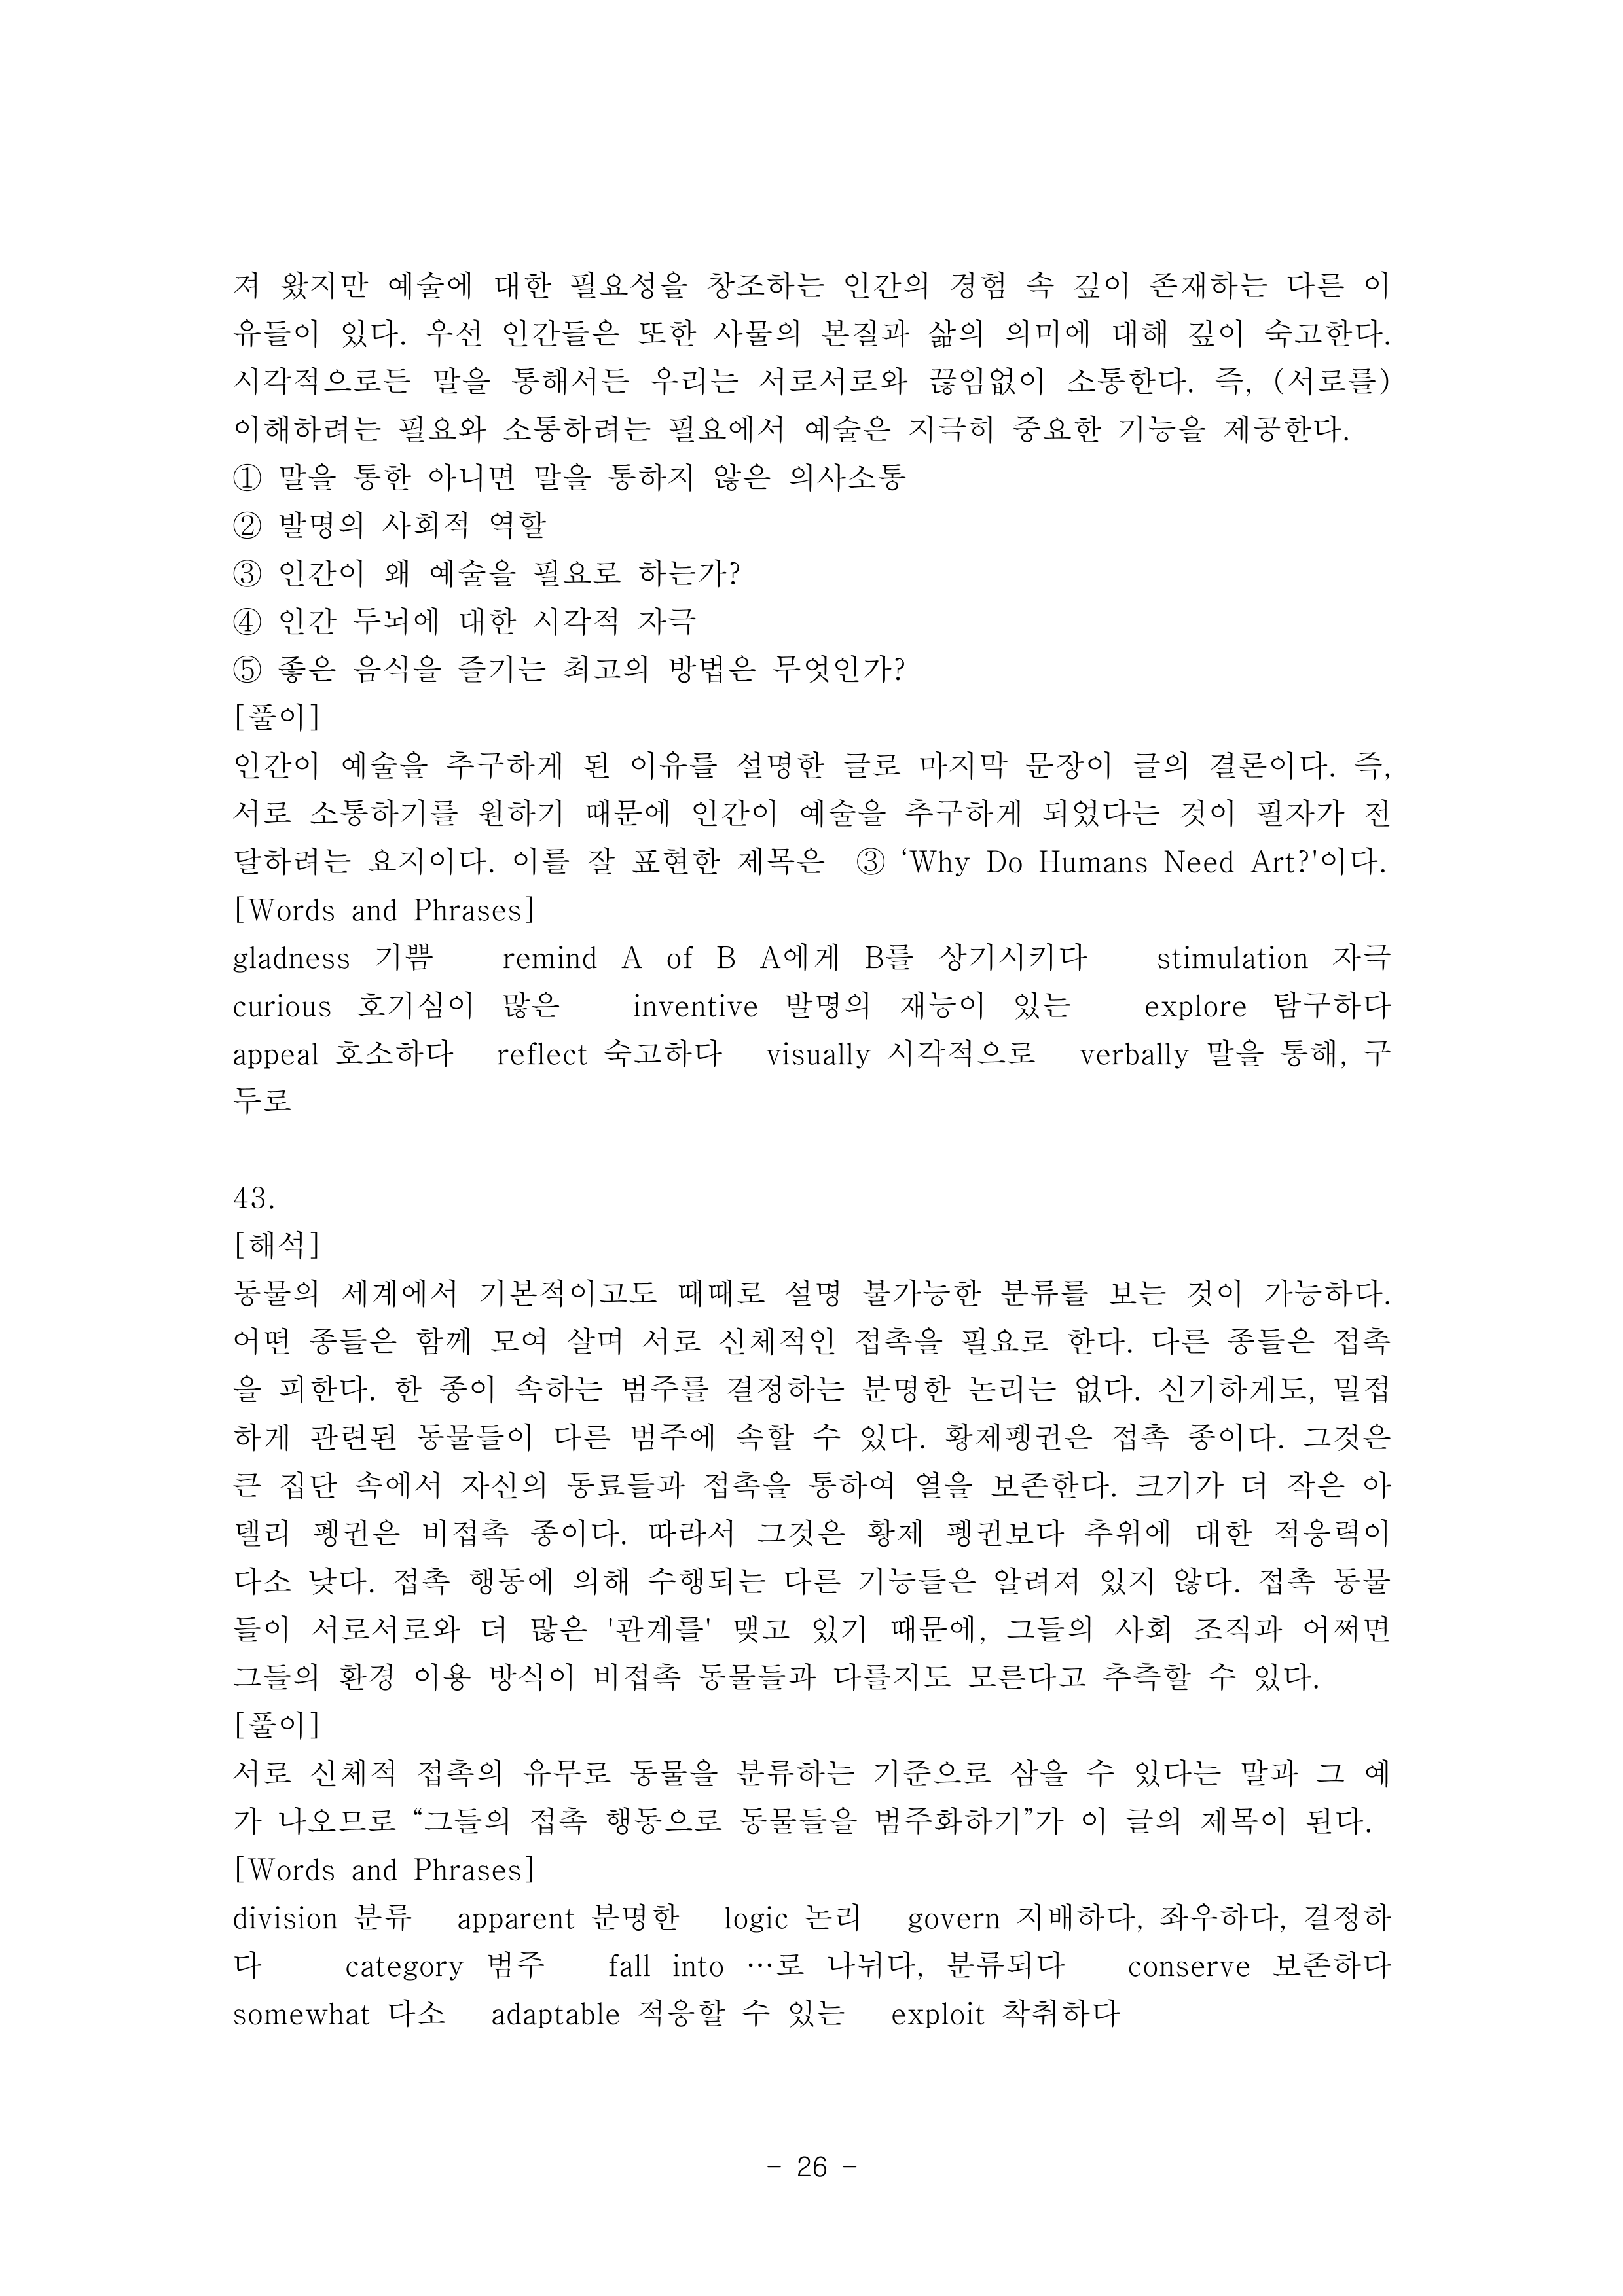 져 왔지만 예술에 대한 필요성을 창조하는 인간의 경험 속 깊이 존재하는 다른 이
유들이 있다. 우선 인간들은 또한 사물의 본질과 삶의 의미에 대해 깊이 숙고한다.
시각적으로든 말을 통해서든 우리는 서로서로와 끊임없이 소통한다. 즉, (서로를)
이해하려는 필요와 소통하려는 필요에서 예술은 지극히 중요한 기능을 제공한다.
① 말을 통한 아니면 말을 통하지 않은 의사소통
② 발명의 사회적 역할
③ 인간이 왜 예술을 필요로 하는가?
④ 인간 두뇌에 대한 시각적 자극
⑤ 좋은 음식을 즐기는 최고의 방법은 무엇인가?
[풀이]
인간이 예술을 추구하게 된 이유를 설명한 글로 마지막 문장이 글의 결론이다. 즉,
서로 소통하기를 원하기 때문에 인간이 예술을 추구하게 되었다는 것이 필자가 전
달하려는 요지이다. 이를 잘 표현한 제목은 ③ ‘Why Do Humans Need Art?'이다.
[Words and Phrases]
gladness 기쁨 remind A of B A에게 B를 상기시키다 stimulation 자극
curious 호기심이 많은 inventive 발명의 재능이 있는 explore 탐구하다
appeal 호소하다 reflect 숙고하다 visually 시각적으로 verbally 말을 통해, 구
두로
43.
[해석]
동물의 세계에서 기본적이고도 때때로 설명 불가능한 분류를 보는 것이 가능하다.
어떤 종들은 함께 모여 살며 서로 신체적인 접촉을 필요로 한다. 다른 종들은 접촉
을 피한다. 한 종이 속하는 범주를 결정하는 분명한 논리는 없다. 신기하게도, 밀접
하게 관련된 동물들이 다른 범주에 속할 수 있다. 황제펭귄은 접촉 종이다. 그것은
큰 집단 속에서 자신의 동료들과 접촉을 통하여 열을 보존한다. 크기가 더 작은 아
델리 펭귄은 비접촉 종이다. 따라서 그것은 황제 펭귄보다 추위에 대한 적응력이
다소 낮다. 접촉 행동에 의해 수행되는 다른 기능들은 알려져 있지 않다. 접촉 동물
들이 서로서로와 더 많은 '관계를' 맺고 있기 때문에, 그들의 사회 조직과 어쩌면
그들의 환경 이용 방식이 비접촉 동물들과 다를지도 모른다고 추측할 수 있다.
[풀이]
서로 신체적 접촉의 유무로 동물을 분류하는 기준으로 삼을 수 있다는 말과 그 예
가 나오므로 “그들의 접촉 행동으로 동물들을 범주화하기”가 이 글의 제목이 된다.
[Words and Phrases]
division 분류 apparent 분명한 logic 논리 govern 지배하다, 좌우하다, 결정하
다 category 범주 fall into …로 나뉘다, 분류되다 conserve 보존하다
somewhat 다소 adaptable 적응할 수 있는 exploit 착취하다
- 26 -